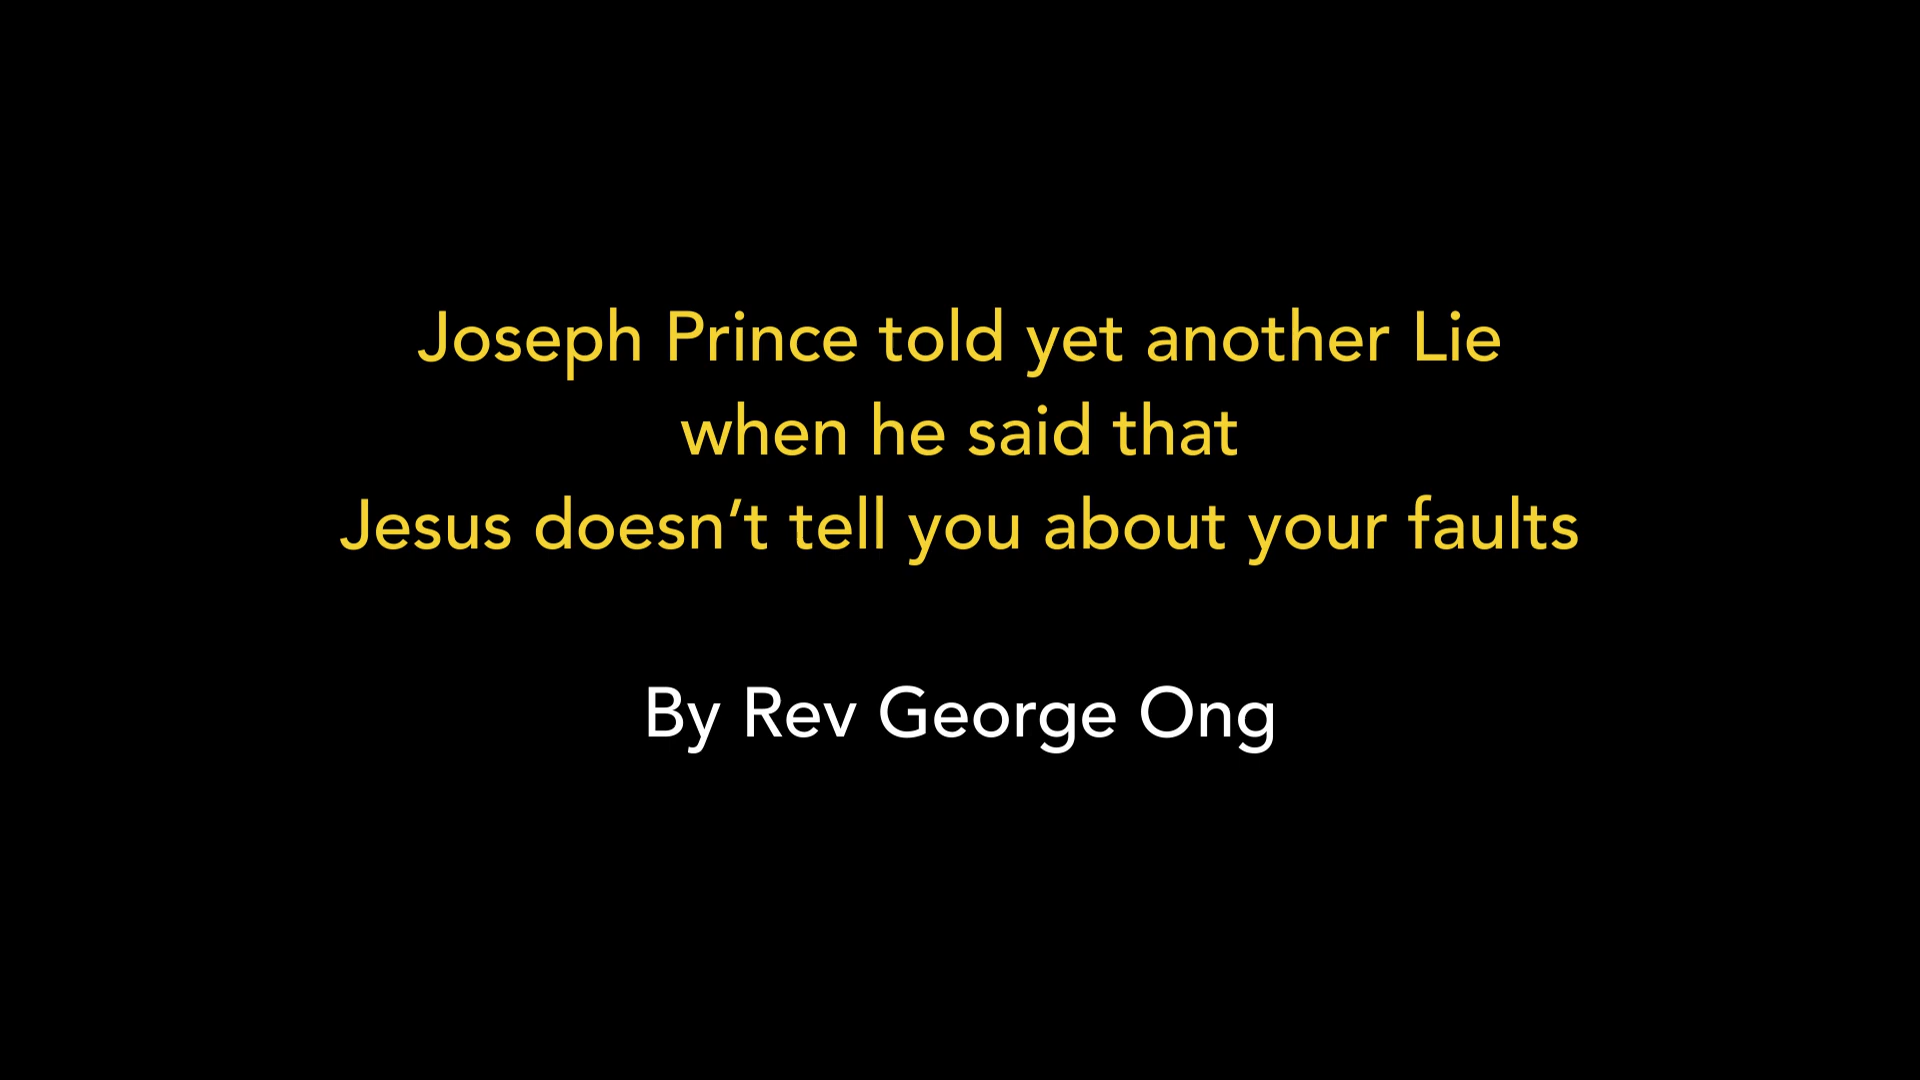 Joseph Prince told yet another Lie
when he said that
Jesus doesn’t tell you about your faults
By Rev George Ong